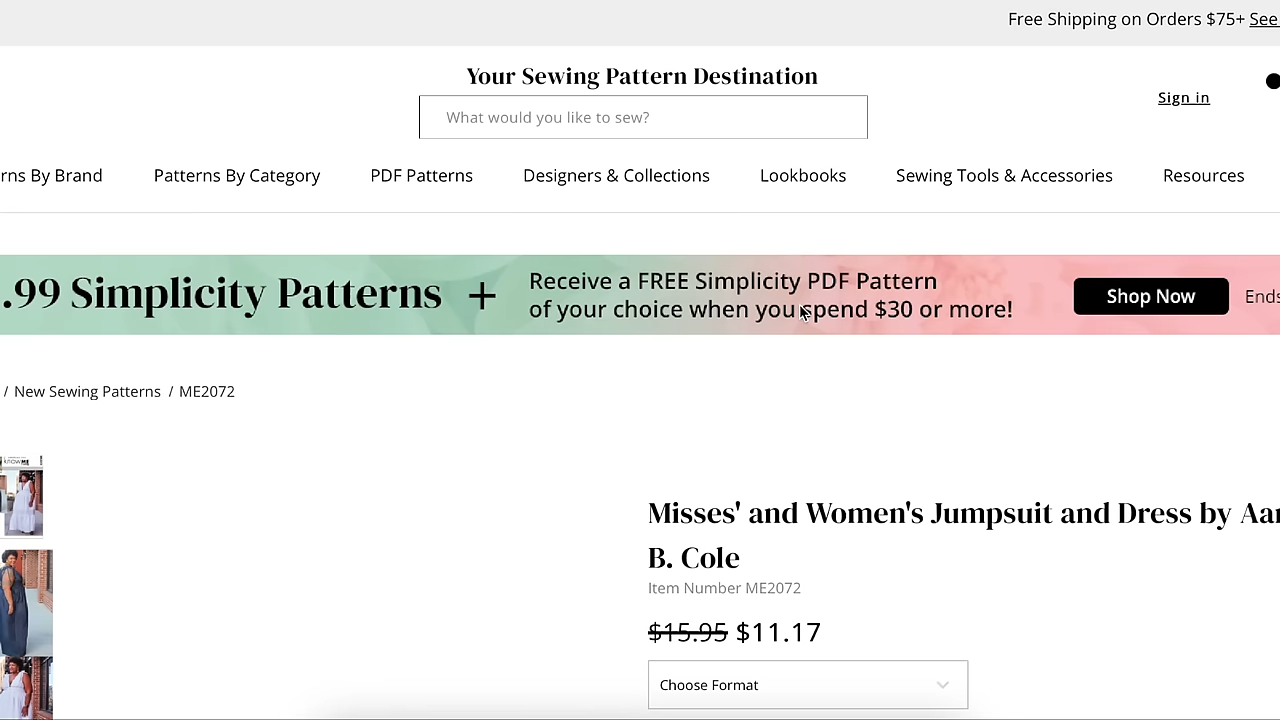 Free Shipping on Orders $75+ See
Your Sewing Pattern Destination
What would you like to sew?
Sign in
rns By Brand Patterns By Category PDF Patterns Designers & Collections Lookbooks Sewing Tools & Accessories Resources
.99 Simplicity Patterns + Receive a FREE Simplicity PDF Pattern
of your choice when you spend $30 or more!
Shop Now
Ends
/ New Sewing Patterns / ME2072
KNOWME
Misses' and Women's Jumpsuit and Dress by Aar
B. Cole
Item Number ME2072
$15.95 $11.17
Choose Format